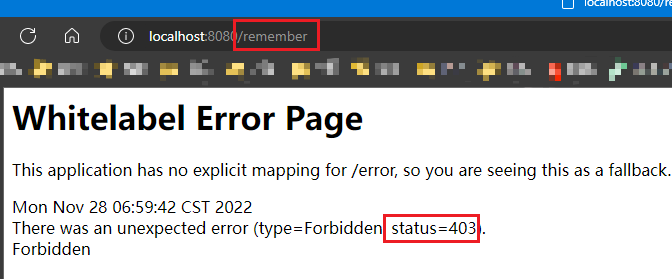 localhost:8080/re
localhost:8080/remember
Whitelabel Error Page
This application has no explicit mapping for /error, so you are seeing this as a fallback.
Mon Nov 28 06:59:42 CST 2022
There was an unexpected error (type=Forbidden, status=403).
Forbidden